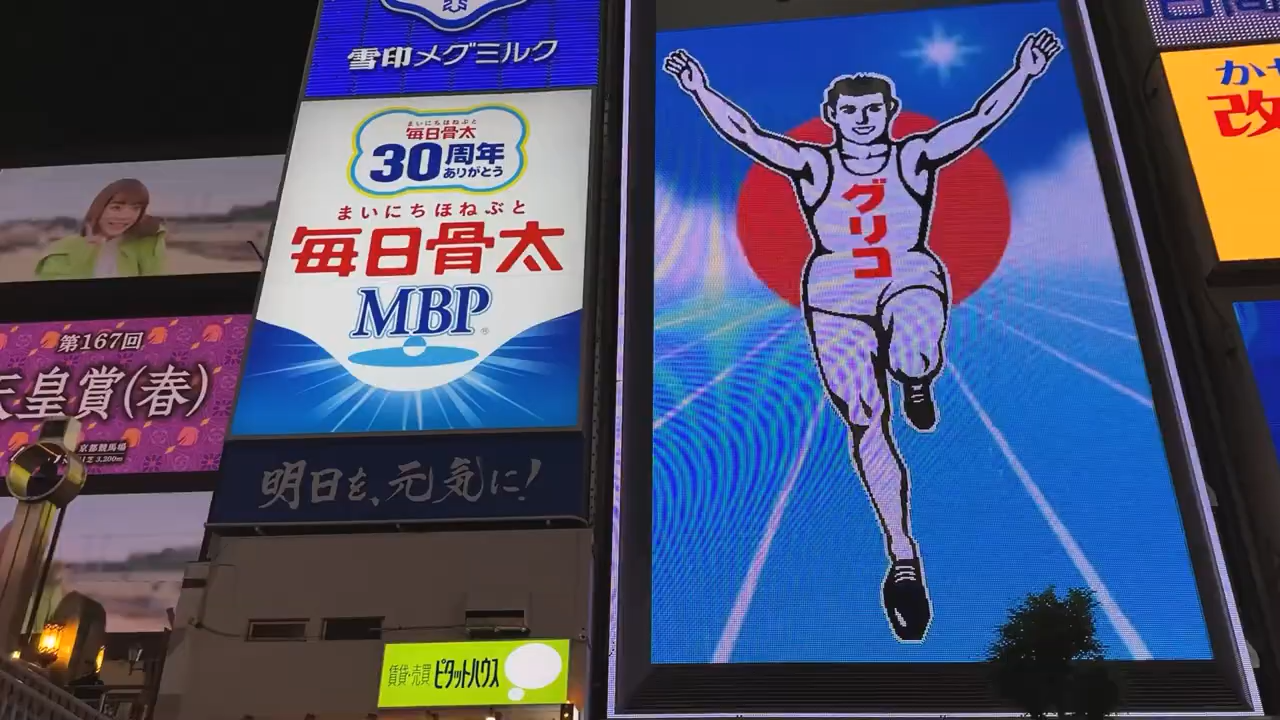 雪印メグミルク
まいにちほねぶと
毎日骨太
30周年
ありがとう
まいにちほねぶと
毎日骨太
MBP®
明日を、元気に!
第167回
天皇賞(春)
京都競馬場
芝3,200m
賃貸・売買 ピタットハウス
グリコ
か
改